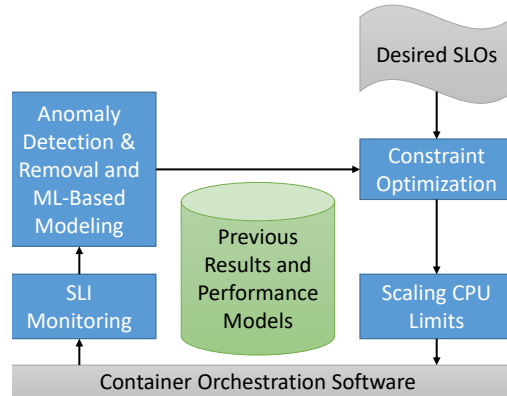 Desired SLOs
Anomaly
Detection &
Removal and
ML-Based
Modeling
Constraint
Optimization
Previous
Results and
Performance
Models
SLI
Monitoring
Scaling CPU
Limits
Container Orchestration Software